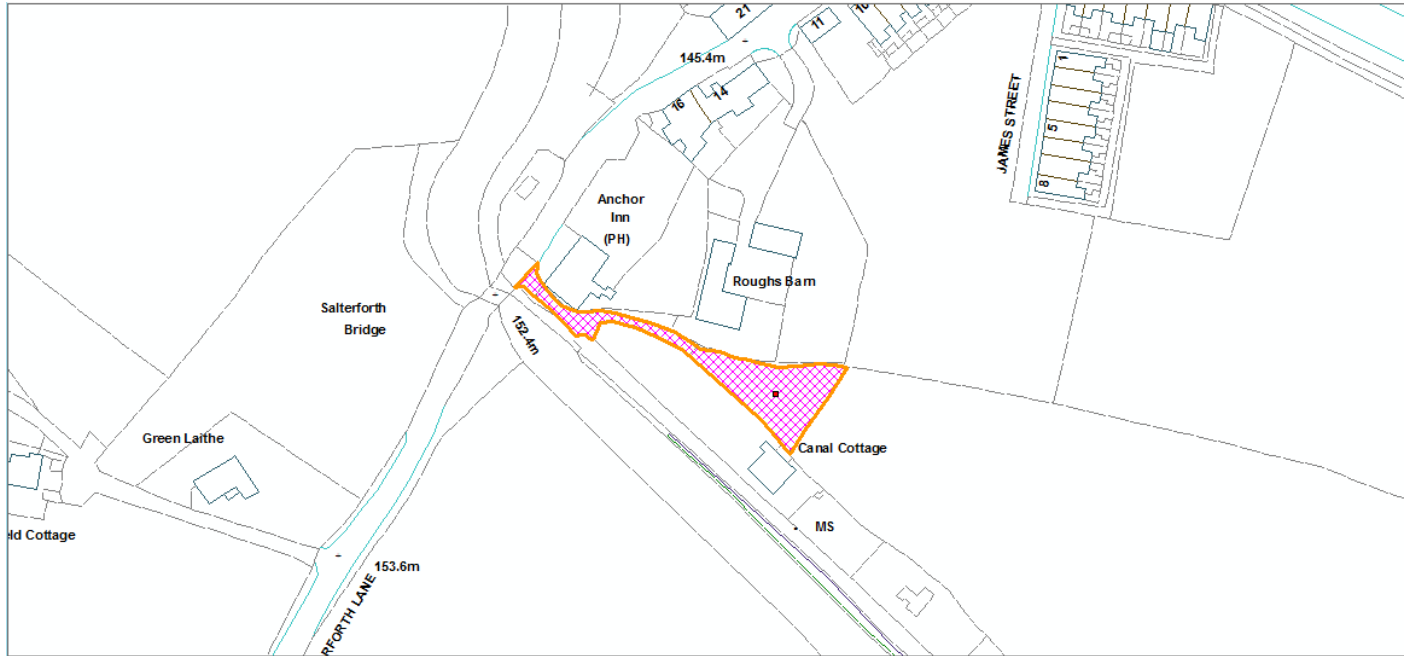 21
11
10
145.4m
16
14
1
5
8
JAMES STREET
Anchor
Inn
(PH)
Roughs Barn
Salterforth
Bridge
152.4m
Green Laithe
Canal Cottage
MS
eld Cottage
153.6m
RFORTH LANE